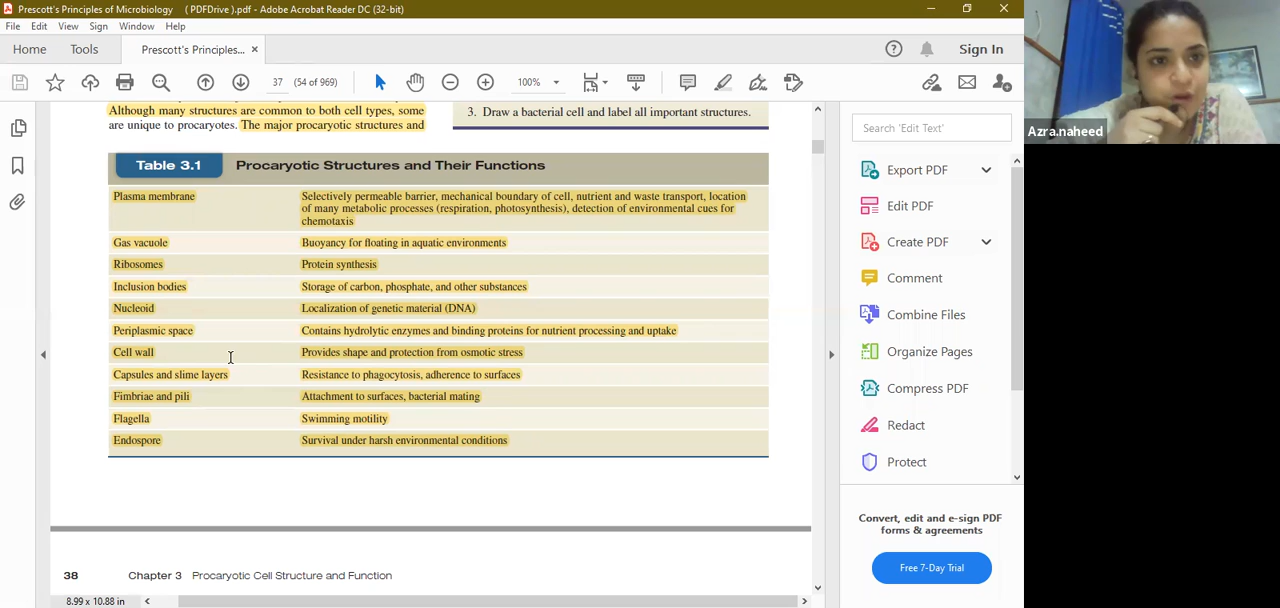 Prescott's Principles of Microbiology ( PDFDrive ).pdf - Adobe Acrobat Reader DC (32-bit)
File Edit View Sign Window Help
Home Tools Prescott's Principles... × Sign In
37 (54 of 969) 100%
Although many structures are common to both cell types, some
are unique to procaryotes. The major procaryotic structures and
3. Draw a bacterial cell and label all important structures.
Table 3.1 Procaryotic Structures and Their Functions
Plasma membrane Selectively permeable barrier, mechanical boundary of cell, nutrient and waste transport, location
of many metabolic processes (respiration, photosynthesis), detection of environmental cues for
chemotaxis
Gas vacuole Buoyancy for floating in aquatic environments
Ribosomes Protein synthesis
Inclusion bodies Storage of carbon, phosphate, and other substances
Nucleoid Localization of genetic material (DNA)
Periplasmic space Contains hydrolytic enzymes and binding proteins for nutrient processing and uptake
Cell wall Provides shape and protection from osmotic stress
Capsules and slime layers Resistance to phagocytosis, adherence to surfaces
Fimbriae and pili Attachment to surfaces, bacterial mating
Flagella Swimming motility
Endospore Survival under harsh environmental conditions
38 Chapter 3 Procaryotic Cell Structure and Function
8.99 x 10.88 in
Search 'Edit Text'
Export PDF
Edit PDF
Create PDF
Comment
Combine Files
Organize Pages
Compress PDF
Redact
Protect
Convert, edit and e-sign PDF
forms & agreements
Free 7-Day Trial
Azra.naheed